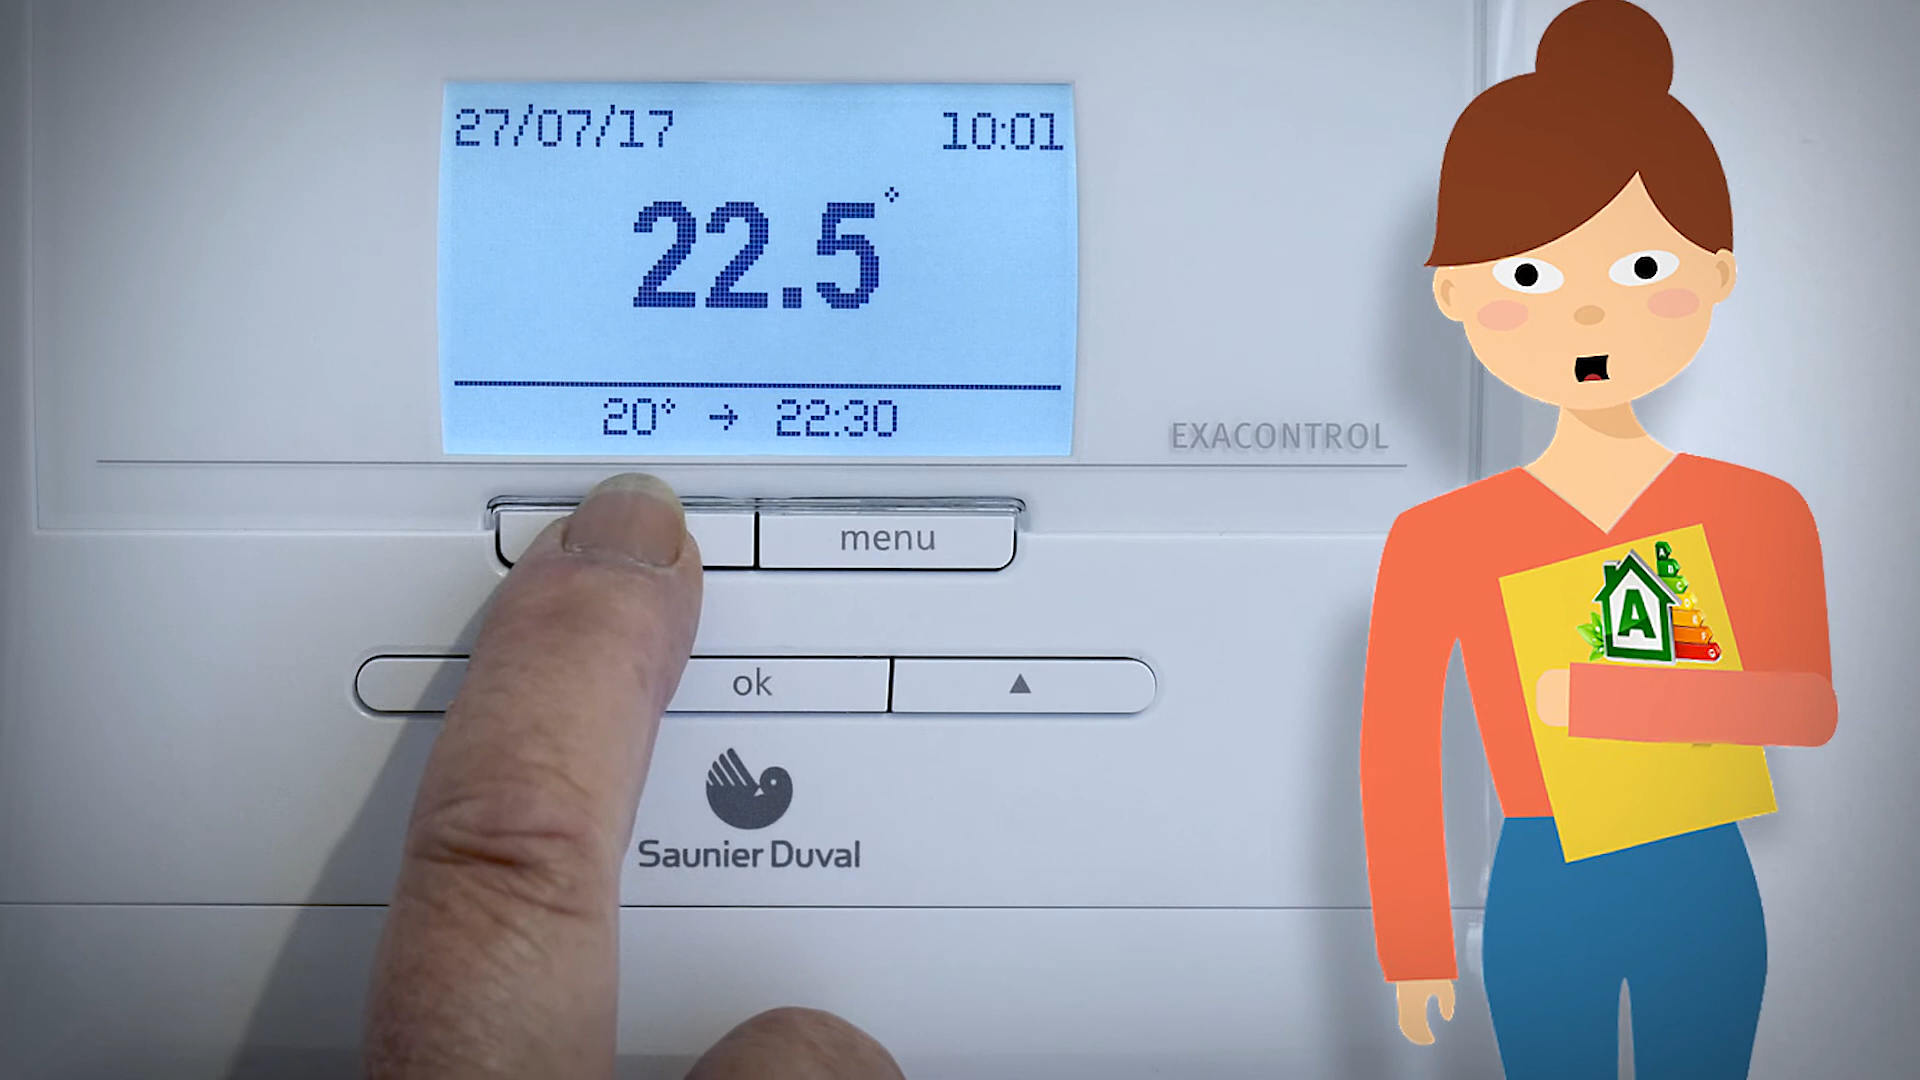 27/07/17 10:01
22.5°
20° → 22:30
EXACONTROL
menu
ok ▲
Saunier Duval
A
A
B
C